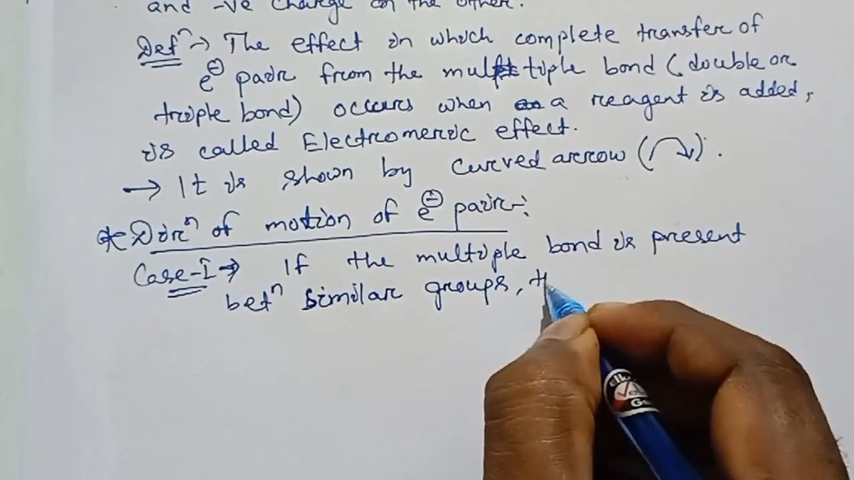 and -ve charge on the other.
Defⁿ → The effect in which complete transfer of
e⊖ pair from the multiple bond (double or
triple bond) occurs when a reagent is added,
is called Electromeric effect.
→ It is shown by curved arrow (↷).
* Dirⁿ of motion of e⊖ pair:
Case-I → If the multiple bond is present
betⁿ similar groups, t